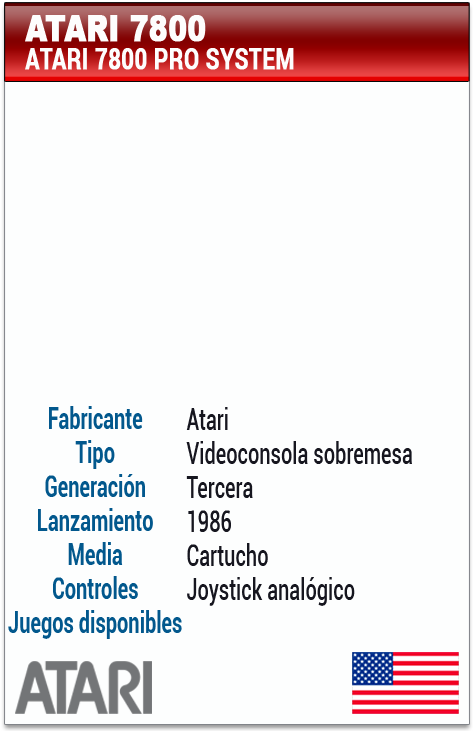 ATARI 7800
ATARI 7800 PRO SYSTEM
Fabricante Atari
Tipo Videoconsola sobremesa
Generación Tercera
Lanzamiento 1986
Media Cartucho
Controles Joystick analógico
Juegos disponibles
ATARI